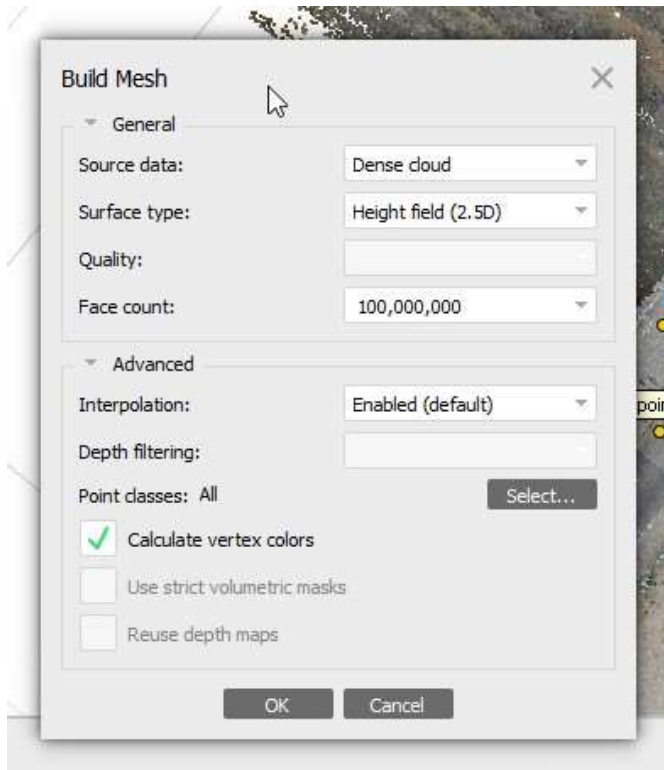 Build Mesh
General
Source data: Dense cloud
Surface type: Height field (2.5D)
Quality:
Face count: 100,000,000
Advanced
Interpolation: Enabled (default)
Depth filtering:
Point classes: All Select...
Calculate vertex colors
Use strict volumetric masks
Reuse depth maps
OK Cancel